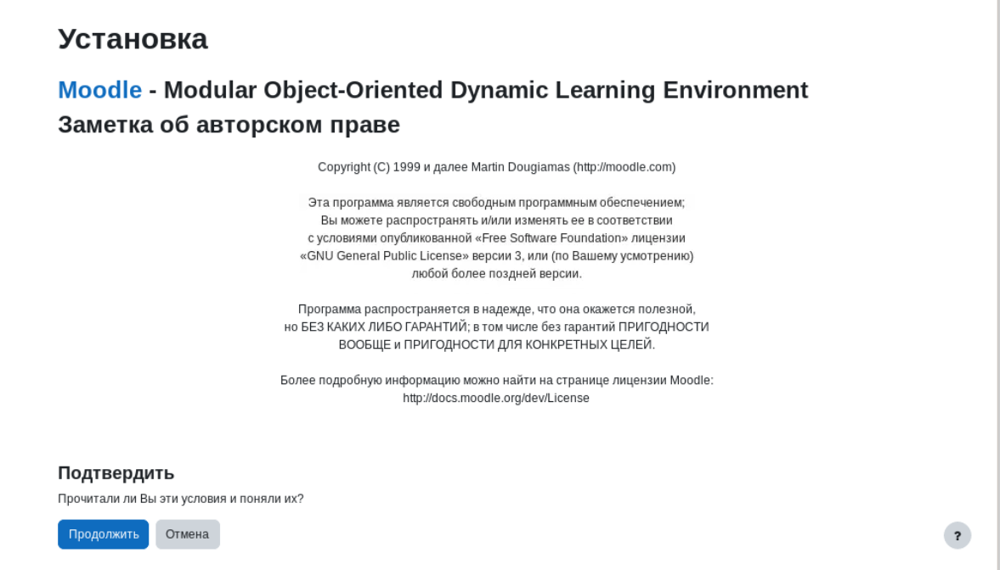 Установка
Moodle - Modular Object-Oriented Dynamic Learning Environment
Заметка об авторском праве
Copyright (C) 1999 и далее Martin Dougiamas (http://moodle.com)
Эта программа является свободным программным обеспечением;
Вы можете распространять и/или изменять ее в соответствии
с условиями опубликованной «Free Software Foundation» лицензии
«GNU General Public License» версии 3, или (по Вашему усмотрению)
любой более поздней версии.
Программа распространяется в надежде, что она окажется полезной,
но БЕЗ КАКИХ ЛИБО ГАРАНТИЙ; в том числе без гарантий ПРИГОДНОСТИ
ВООБЩЕ и ПРИГОДНОСТИ ДЛЯ КОНКРЕТНЫХ ЦЕЛЕЙ.
Более подробную информацию можно найти на странице лицензии Moodle:
http://docs.moodle.org/dev/License
Подтвердить
Прочитали ли Вы эти условия и поняли их?
Продолжить Отмена
?